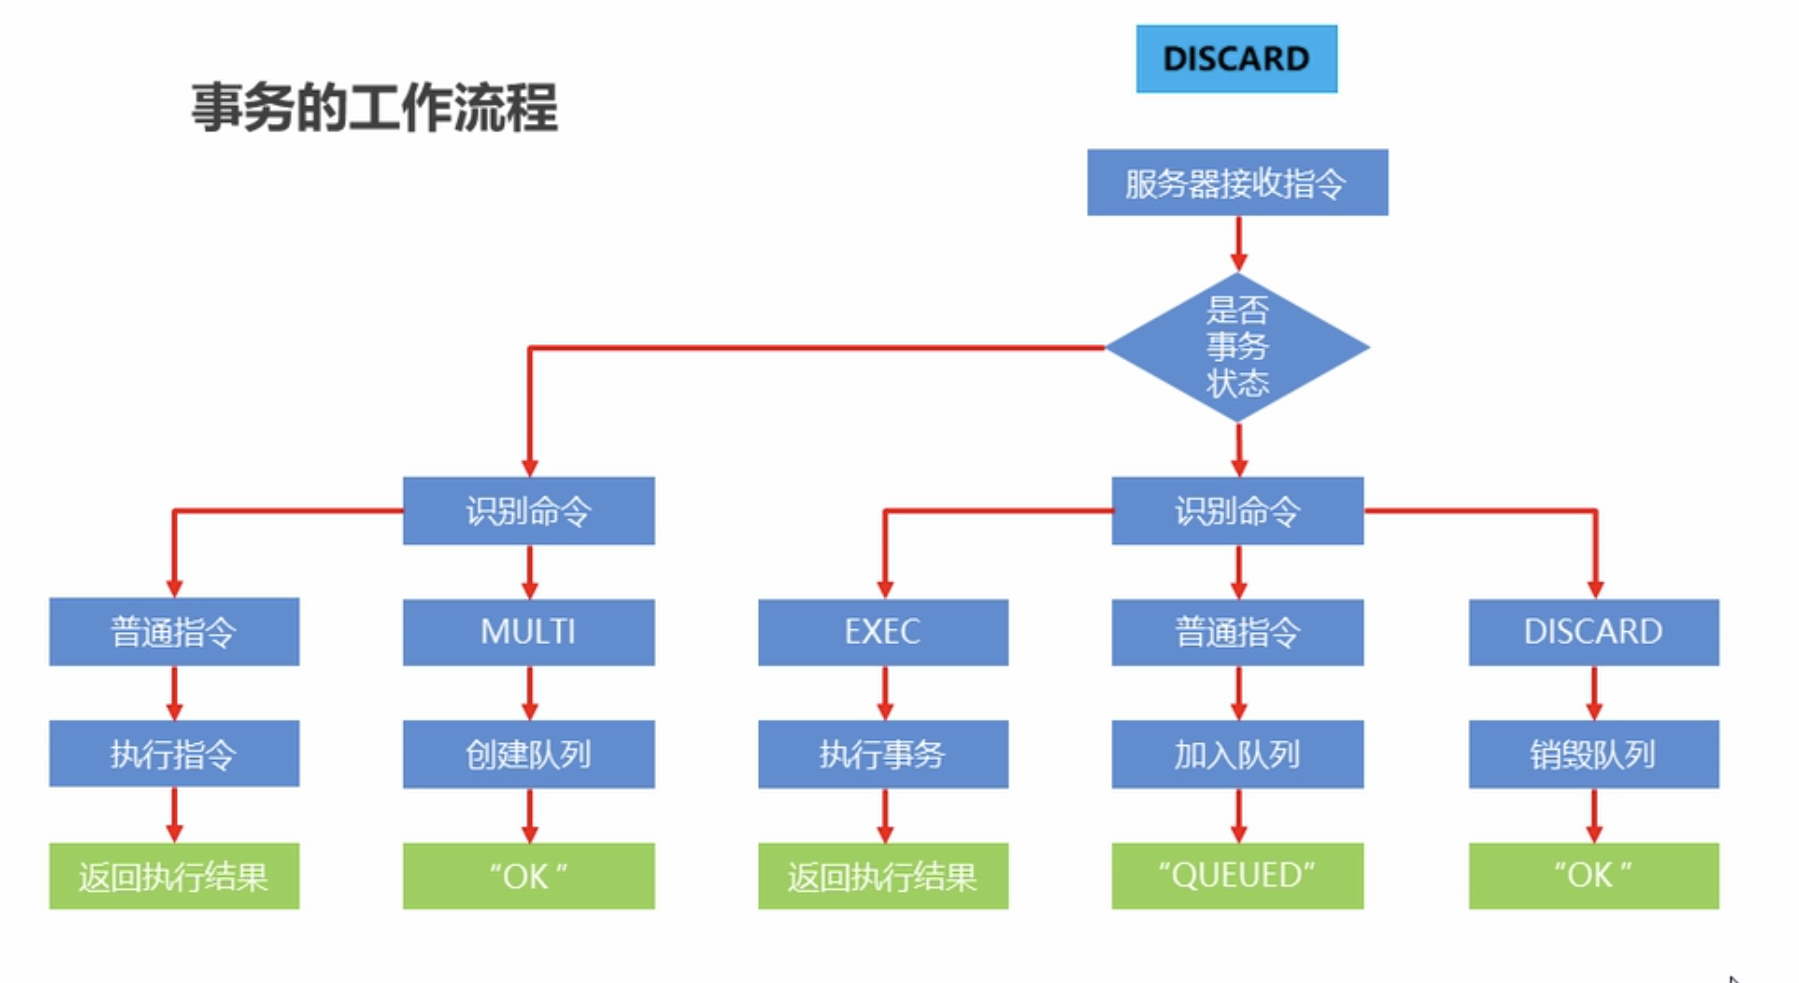 DISCARD
事务的工作流程
服务器接收指令
是否
事务
状态
识别命令
识别命令
普通指令
MULTI
EXEC
普通指令
DISCARD
执行指令
创建队列
执行事务
加入队列
销毁队列
返回执行结果
“OK”
返回执行结果
“QUEUED”
“OK”